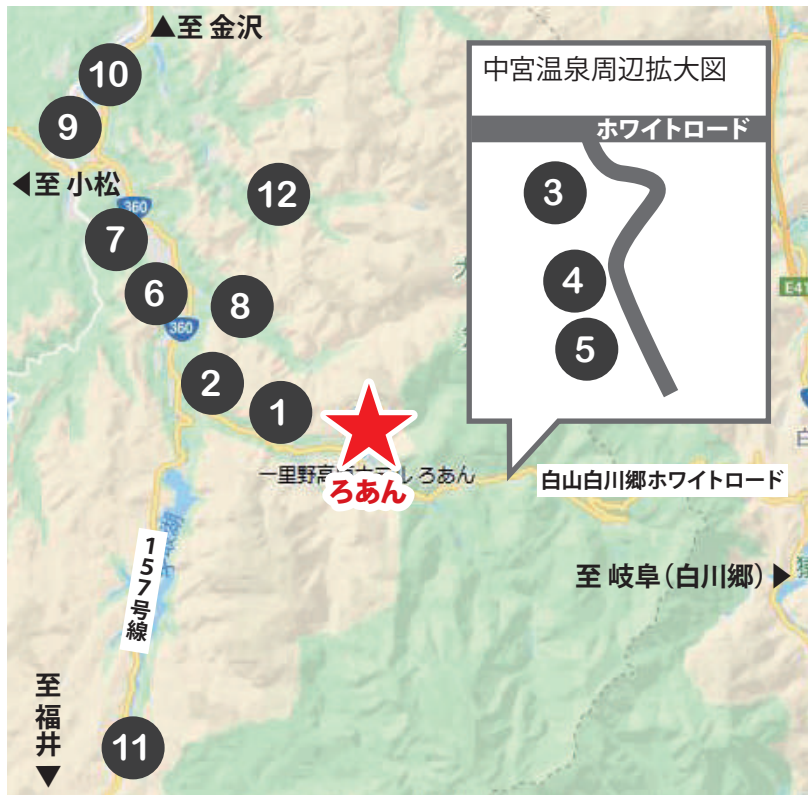 ▲至 金沢
10
9
◀至 小松
360
12
7
6
8
360
2
1
一里野高 ろあん
ろあん
中宮温泉周辺拡大図
ホワイトロード
3
4
5
E41
白山白川郷ホワイトロード
至 岐阜（白川郷）▶
157号線
至福井▼
11